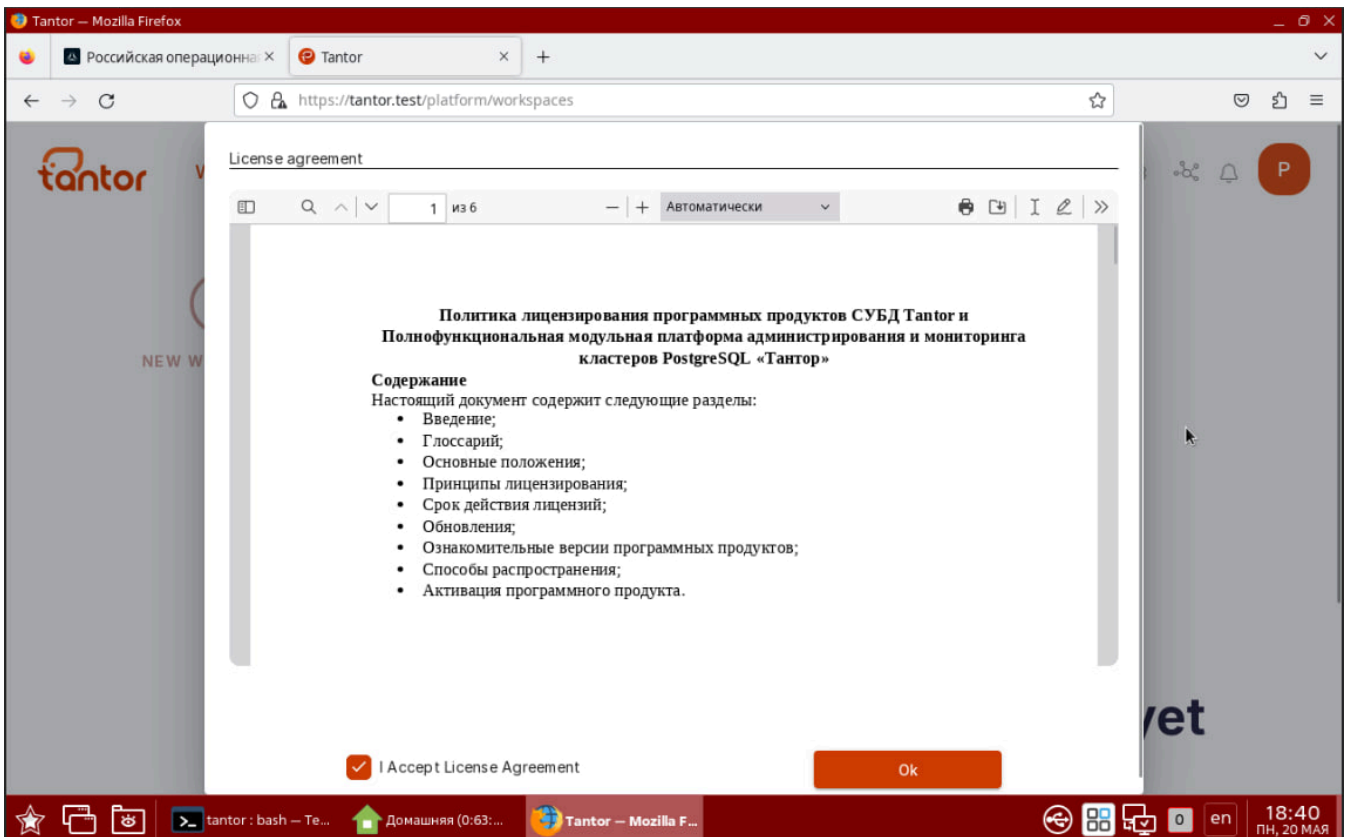 Tantor — Mozilla Firefox
Российская операционна
Tantor
https://tantor.test/platform/workspaces
tantor
P
License agreement
1 из 6
Автоматически
Политика лицензирования программных продуктов СУБД Tantor и
Полнофункциональная модульная платформа администрирования и мониторинга
кластеров PostgreSQL «Тантор»
Содержание
Настоящий документ содержит следующие разделы:
• Введение;
• Глоссарий;
• Основные положения;
• Принципы лицензирования;
• Срок действия лицензий;
• Обновления;
• Ознакомительные версии программных продуктов;
• Способы распространения;
• Активация программного продукта.
NEW W
yet
I Accept License Agreement
Ok
tantor : bash — Te...
Домашняя (0:63:...
Tantor — Mozilla F...
0
en
18:40
ПН, 20 МАЯ